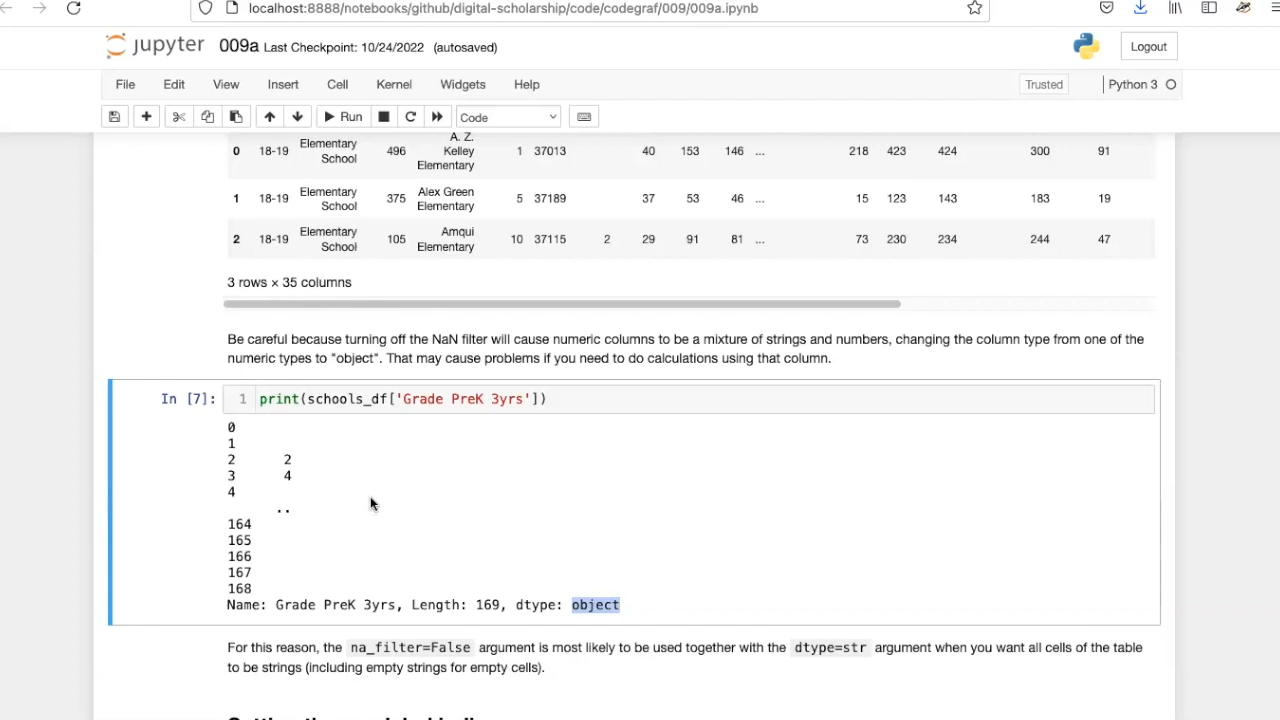 localhost:8888/notebooks/github/digital-scholarship/code/codegraf/009/009a.ipynb
jupyter 009a Last Checkpoint: 10/24/2022 (autosaved)
Logout
File Edit View Insert Cell Kernel Widgets Help
Trusted Python 3
Run Code
0 18-19 Elementary School 496 A. Z. Kelley Elementary 1 37013 40 153 146 ... 218 423 424 300 91
1 18-19 Elementary School 375 Alex Green Elementary 5 37189 37 53 46 ... 15 123 143 183 19
2 18-19 Elementary School 105 Amqui Elementary 10 37115 2 29 91 81 ... 73 230 234 244 47
3 rows × 35 columns
Be careful because turning off the NaN filter will cause numeric columns to be a mixture of strings and numbers, changing the column type from one of the
numeric types to "object". That may cause problems if you need to do calculations using that column.
In [7]: 1 print(schools_df['Grade PreK 3yrs'])
0
1
2 2
3 4
4
..
164
165
166
167
168
Name: Grade PreK 3yrs, Length: 169, dtype: object
For this reason, the na_filter=False argument is most likely to be used together with the dtype=str argument when you want all cells of the table
to be strings (including empty strings for empty cells).